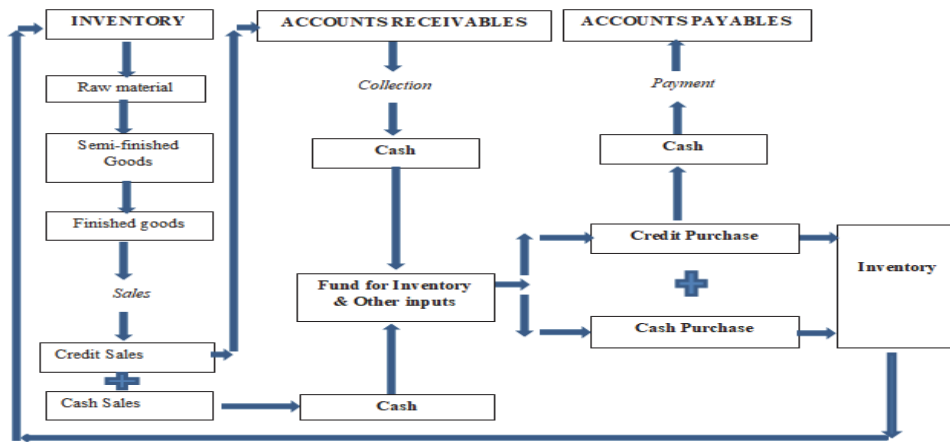 INVENTORY
Raw material
Semi-finished
Goods
Finished goods
Sales
Credit Sales
Cash Sales
ACCOUNTS RECEIVABLES
Collection
Cash
Fund for Inventory
& Other inputs
Cash
ACCOUNTS PAYABLES
Payment
Cash
Credit Purchase
Cash Purchase
Inventory